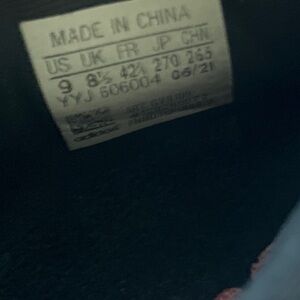 MADE IN CHINA
US UK FR JP CHN
9 8½ 42⅔ 270 265
YYJ 606004 06/21
adidas